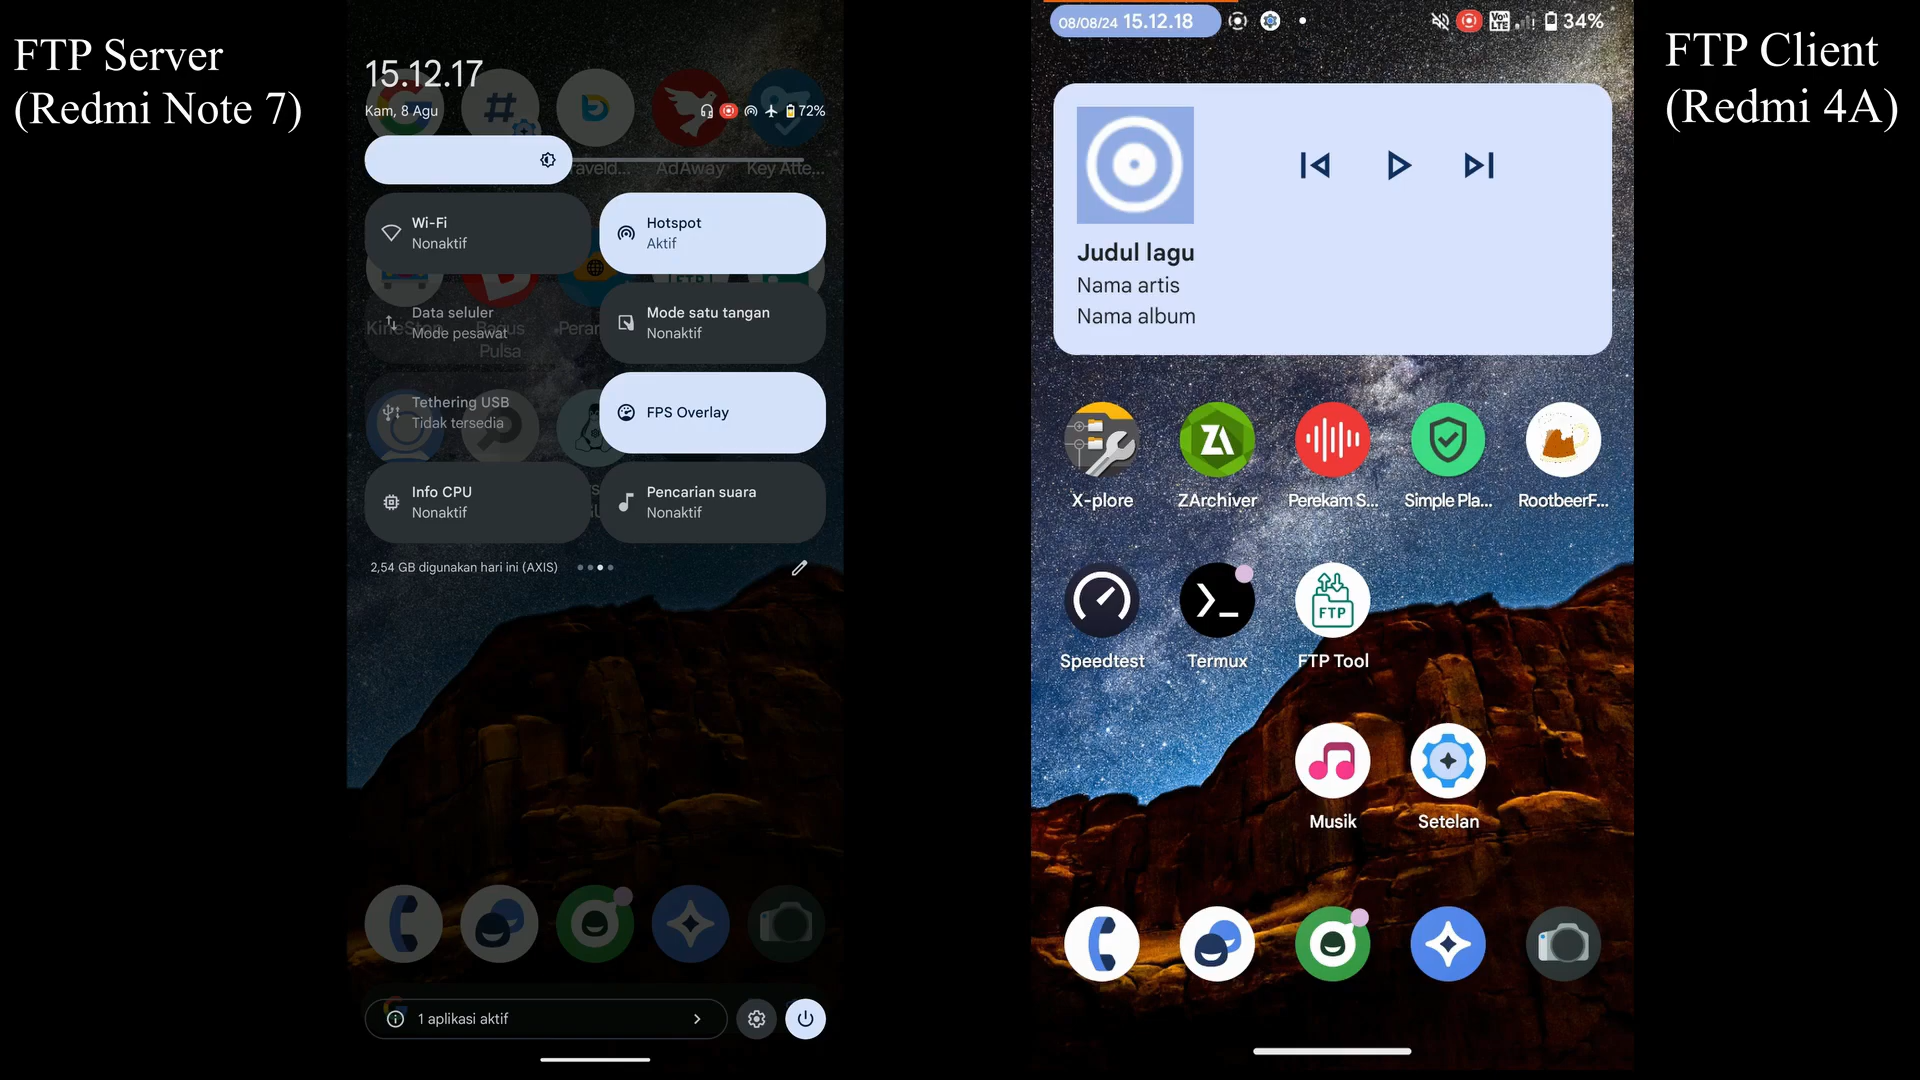 FTP Server
(Redmi Note 7)
15.12.17
Kam, 8 Agu
72%
AdAway
Key Atte...
Wi-Fi
Nonaktif
Hotspot
Aktif
Data seluler
Mode pesawat
Mode satu tangan
Nonaktif
Pulsa
Tethering USB
Tidak tersedia
FPS Overlay
Info CPU
Nonaktif
Pencarian suara
Nonaktif
2,54 GB digunakan hari ini (AXIS)
1 aplikasi aktif
FTP Client
(Redmi 4A)
08/08/24 15.12.18
Vo
LTE
34%
Judul lagu
Nama artis
Nama album
X-plore
ZArchiver
Perekam S...
Simple Pla...
RootbeerF...
FTP
Speedtest
Termux
FTP Tool
Musik
Setelan